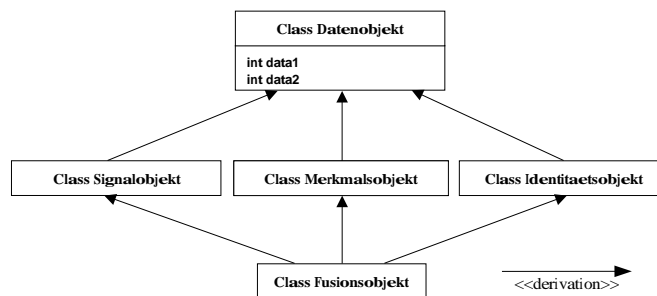 Class Datenobjekt
int data1
int data2
Class Signalobjekt
Class Merkmalsobjekt
Class Identitaetsobjekt
Class Fusionsobjekt
<<derivation>>